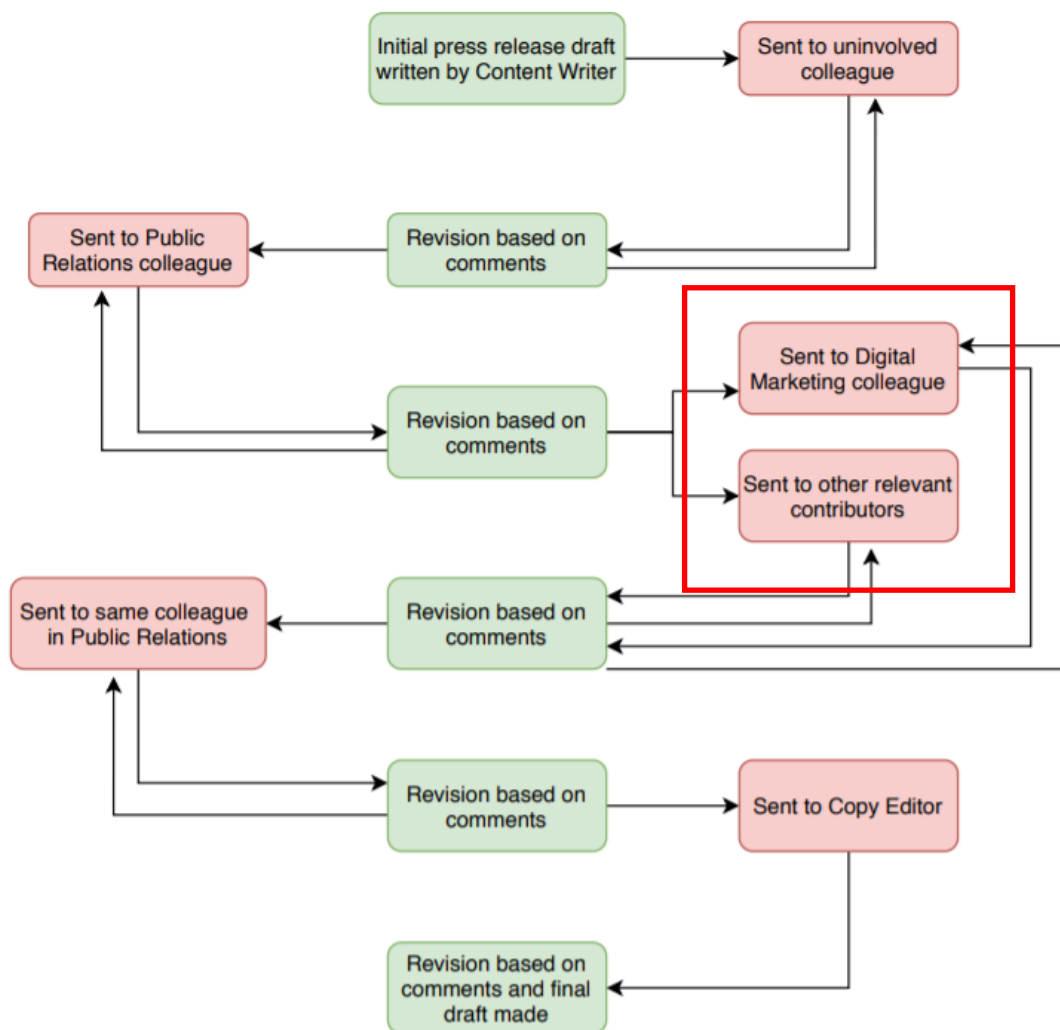 Initial press release draft
written by Content Writer
Sent to uninvolved
colleague
Sent to Public
Relations colleague
Revision based on
comments
Sent to Digital
Marketing colleague
Revision based on
comments
Sent to other relevant
contributors
Sent to same colleague
in Public Relations
Revision based on
comments
Revision based on
comments
Sent to Copy Editor
Revision based on
comments and final
draft made